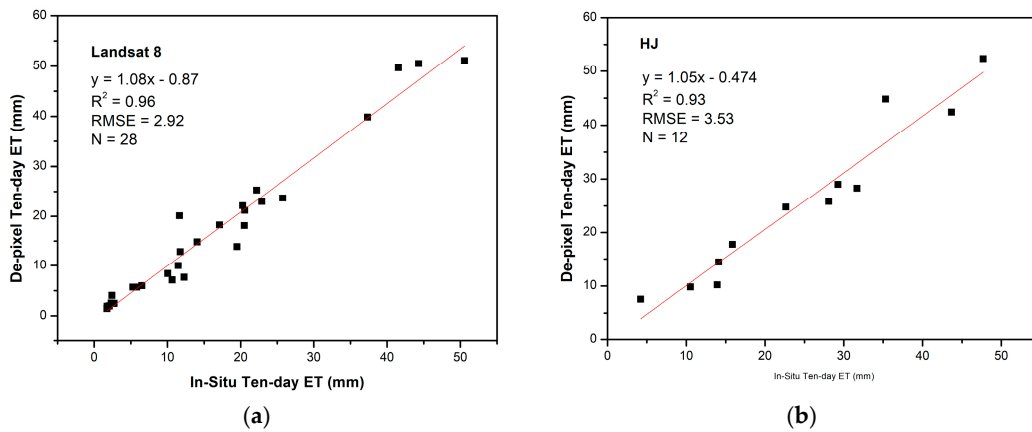 60
50
40
30
20
10
0
De-pixel Ten-day ET (mm)
Landsat 8
y = 1.08x - 0.87
R² = 0.96
RMSE = 2.92
N = 28
0 10 20 30 40 50
In-Situ Ten-day ET (mm)
(a)
60
50
40
30
20
10
0
De-pixel Ten-day ET (mm)
HJ
y = 1.05x - 0.474
R² = 0.93
RMSE = 3.53
N = 12
0 10 20 30 40 50
In-Situ Ten-day ET (mm)
(b)